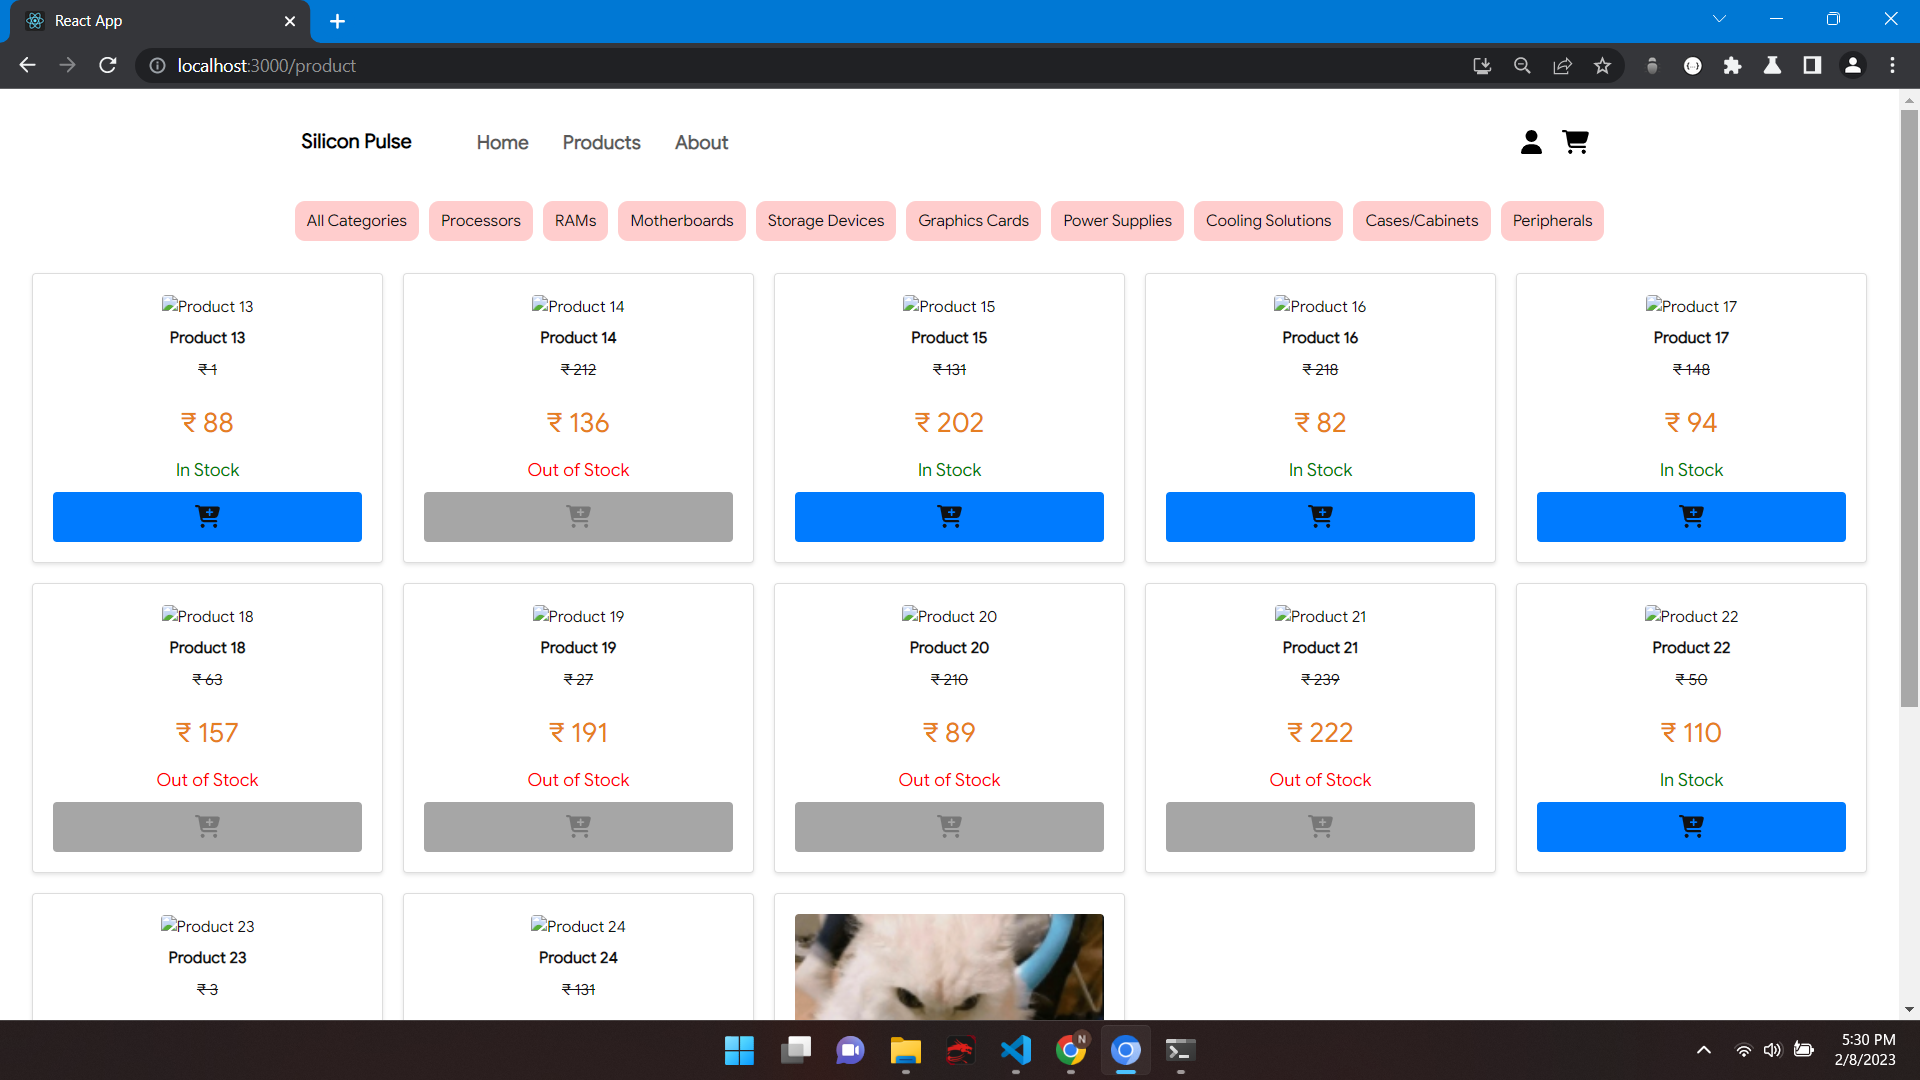 React App
localhost:3000/product
Silicon Pulse Home Products About
All Categories Processors RAMs Motherboards Storage Devices Graphics Cards Power Supplies Cooling Solutions Cases/Cabinets Peripherals
Product 13 Product 14 Product 15 Product 16 Product 17
Product 13 Product 14 Product 15 Product 16 Product 17
₹ 1 ₹ 212 ₹ 131 ₹ 218 ₹ 148
₹ 88 ₹ 136 ₹ 202 ₹ 82 ₹ 94
In Stock Out of Stock In Stock In Stock In Stock
Product 18 Product 19 Product 20 Product 21 Product 22
Product 18 Product 19 Product 20 Product 21 Product 22
₹ 63 ₹ 27 ₹ 210 ₹ 239 ₹ 50
₹ 157 ₹ 191 ₹ 89 ₹ 222 ₹ 110
Out of Stock Out of Stock Out of Stock Out of Stock In Stock
Product 23 Product 24
Product 23 Product 24
₹ 3 ₹ 131
N
5:30 PM
2/8/2023